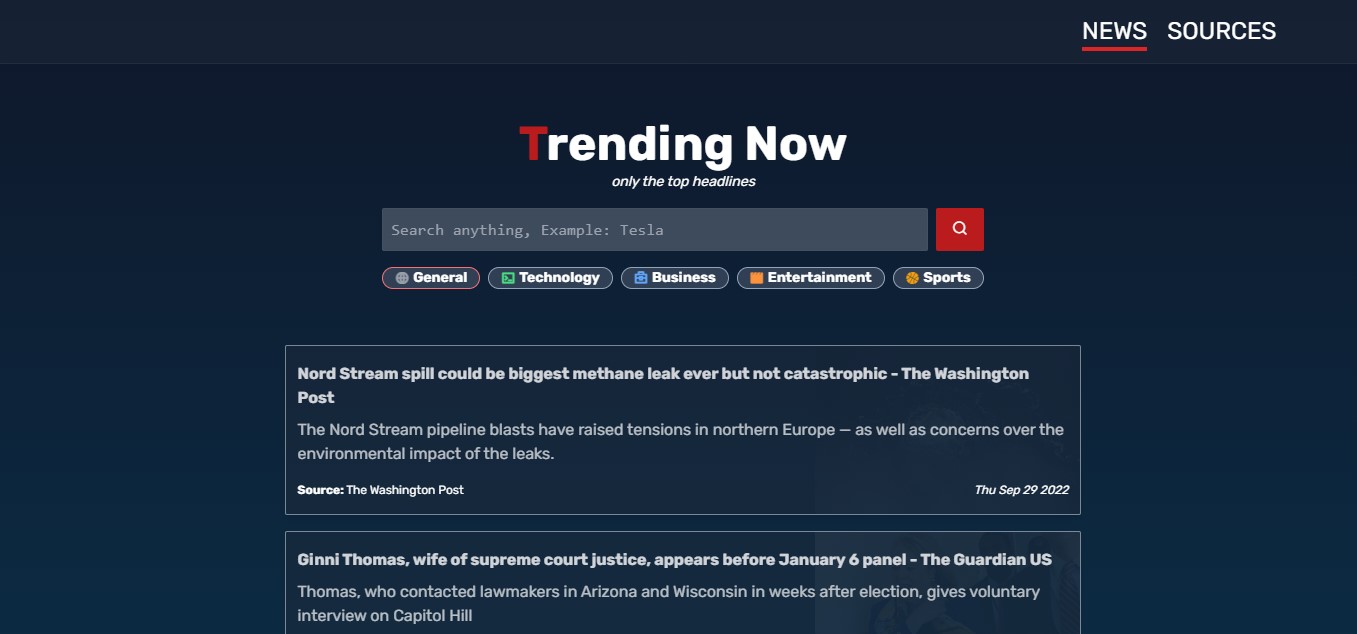 NEWS SOURCES
Trending Now
only the top headlines
Search anything, Example: Tesla
General Technology Business Entertainment Sports
Nord Stream spill could be biggest methane leak ever but not catastrophic - The Washington
Post
The Nord Stream pipeline blasts have raised tensions in northern Europe — as well as concerns over the
environmental impact of the leaks.
Source: The Washington Post Thu Sep 29 2022
Ginni Thomas, wife of supreme court justice, appears before January 6 panel - The Guardian US
Thomas, who contacted lawmakers in Arizona and Wisconsin in weeks after election, gives voluntary
interview on Capitol Hill